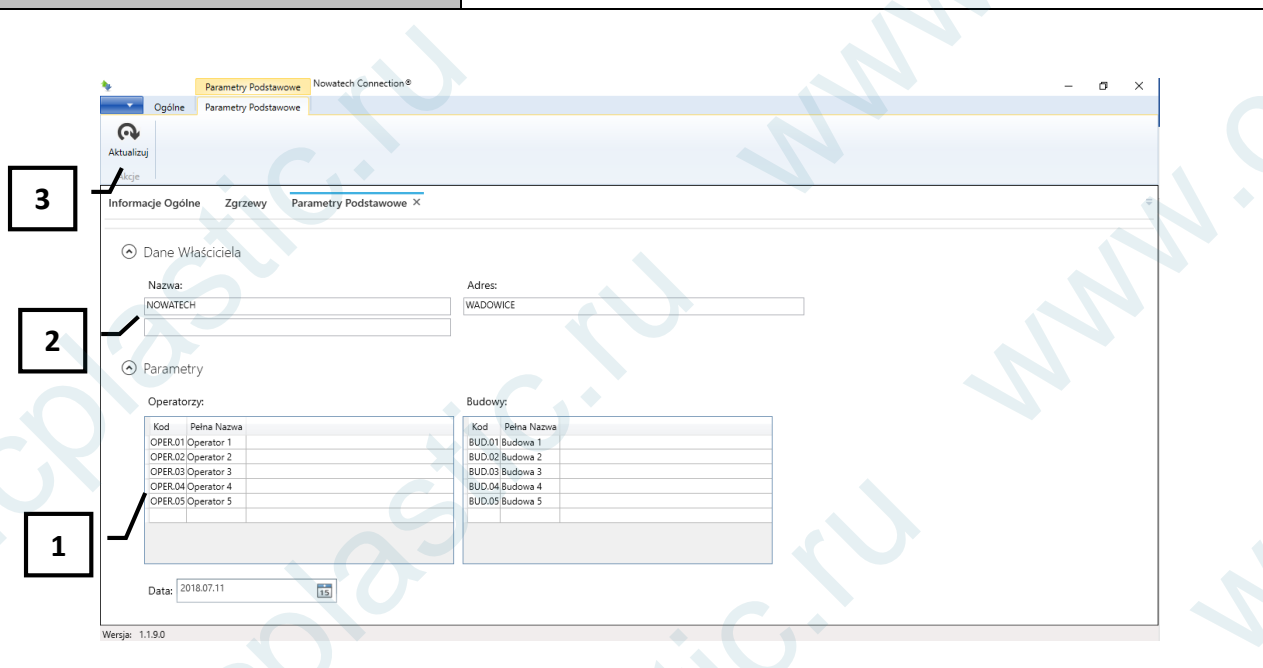 Parametry Podstawowe Nowatech Connection®
Ogólne Parametry Podstawowe
Aktualizuj
Akcje
3
Informacje Ogólne Zgrzewy Parametry Podstawowe ×
Dane Właściciela
Nazwa: Adres:
NOWATECH WADOWICE
2
Parametry
Operatorzy: Budowy:
Kod Pełna Nazwa Kod Pełna Nazwa
OPER.01 Operator 1 BUD.01 Budowa 1
OPER.02 Operator 2 BUD.02 Budowa 2
OPER.03 Operator 3 BUD.03 Budowa 3
OPER.04 Operator 4 BUD.04 Budowa 4
OPER.05 Operator 5 BUD.05 Budowa 5
1
Data: 2018.07.11 15
Wersja: 1.1.9.0